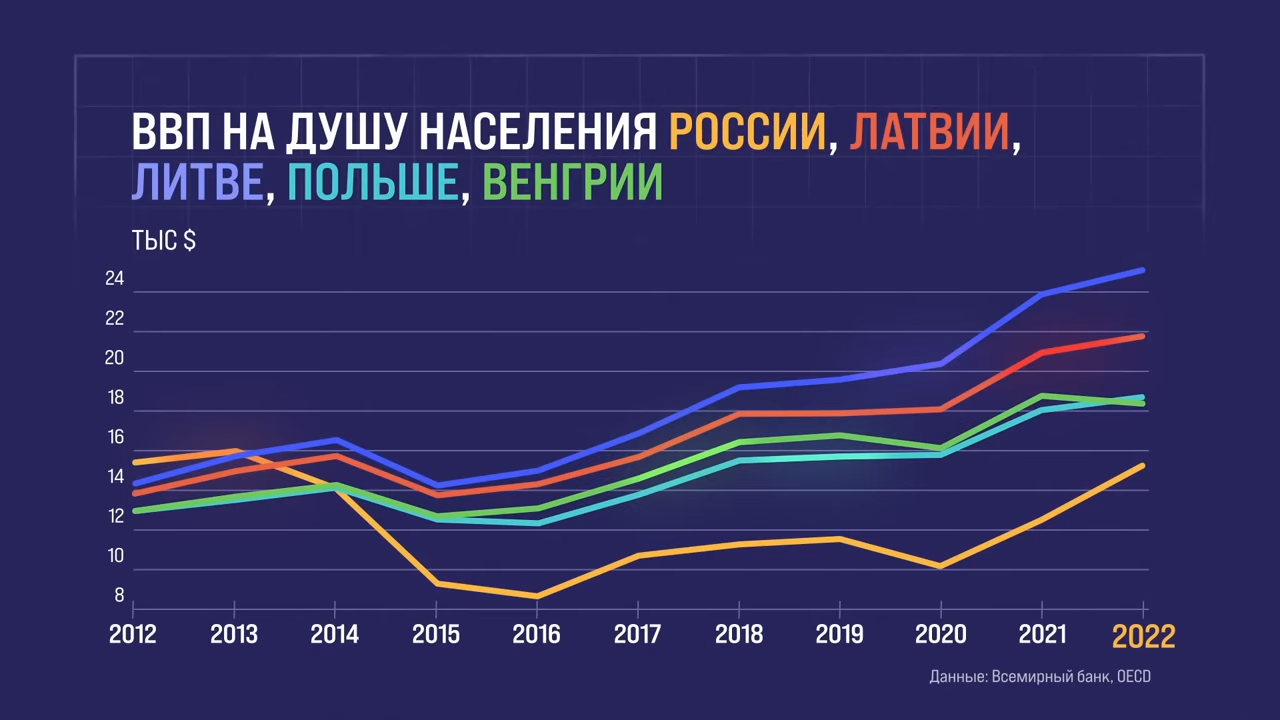 ВВП НА ДУШУ НАСЕЛЕНИЯ РОССИИ, ЛАТВИИ,
ЛИТВЕ, ПОЛЬШЕ, ВЕНГРИИ
ТЫС $
24
22
20
18
16
14
12
10
8
2012 2013 2014 2015 2016 2017 2018 2019 2020 2021 2022
Данные: Всемирный банк, OECD